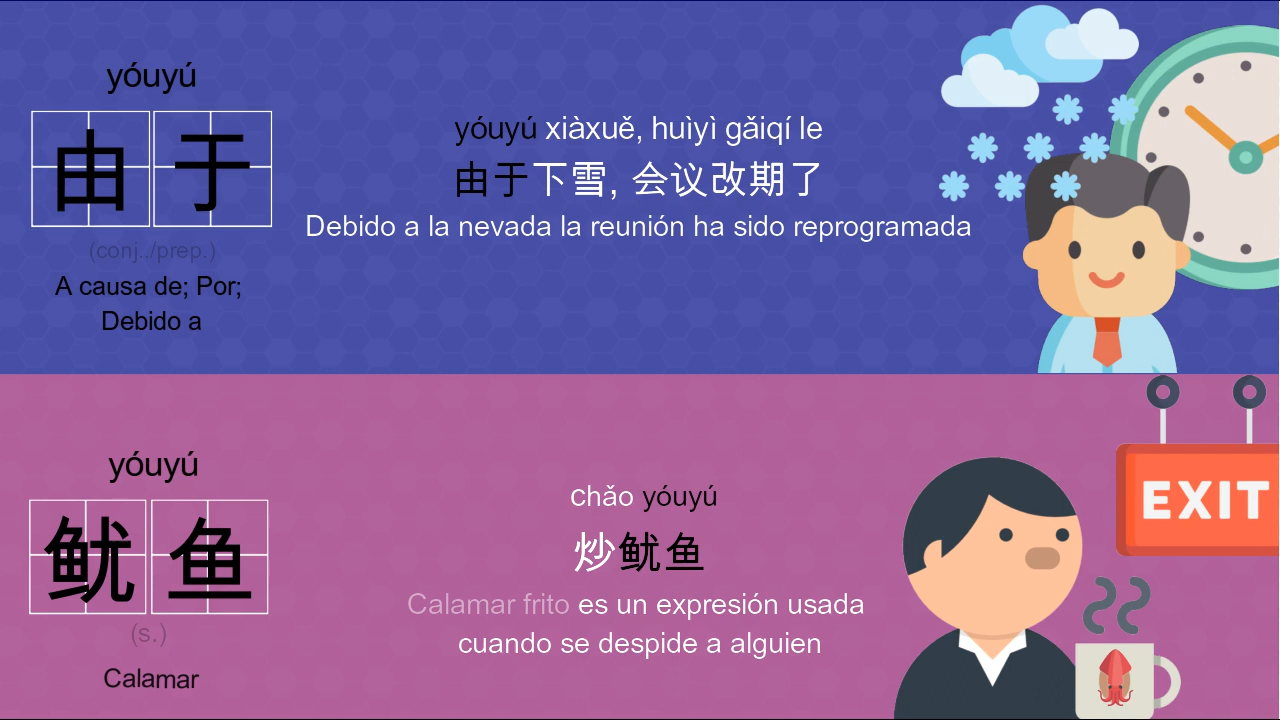 yóuyú
由于
(conj../prep.)
A causa de; Por;
Debido a
yóuyú xiàxuě, huìyì gǎiqí le
由于下雪, 会议改期了
Debido a la nevada la reunión ha sido reprogramada
yóuyú
鱿鱼
(s.)
Calamar
chǎo yóuyú
炒鱿鱼
Calamar frito es un expresión usada
cuando se despide a alguien
EXIT